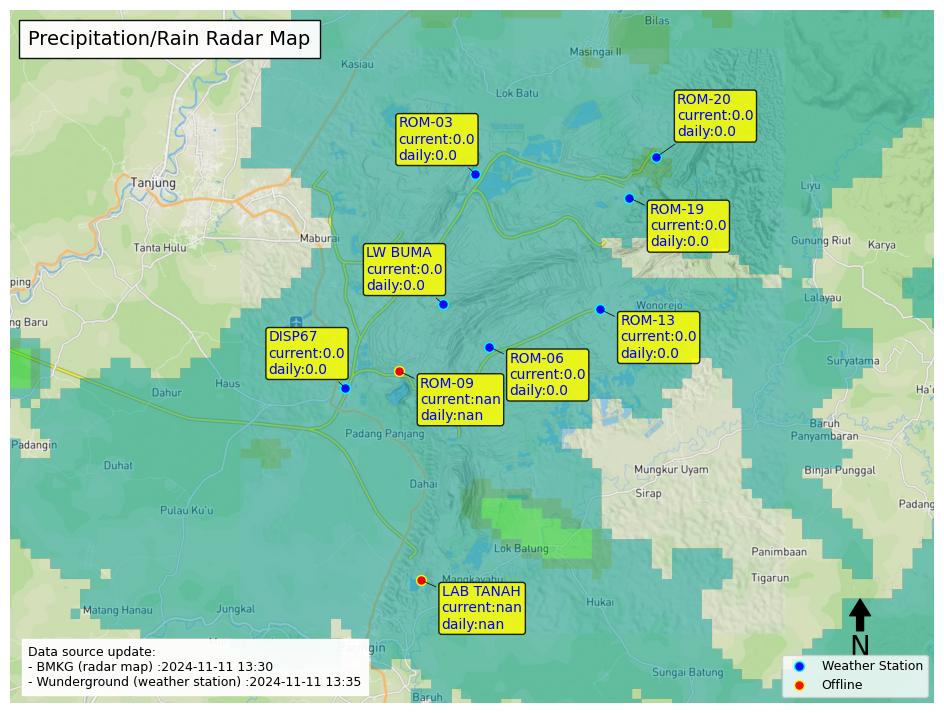 Precipitation/Rain Radar Map
Bilas
Masingai II
Kasiau
Lok Batu
ROM-20
current:0.0
daily:0.0
ROM-03
current:0.0
daily:0.0
Tanjung
Liyu
ROM-19
current:0.0
daily:0.0
Maburai
Tanta Hulu
Gunung Riut
Karya
LW BUMA
current:0.0
daily:0.0
ping
Lalayau
Wonorejo
ng Baru
ROM-13
current:0.0
daily:0.0
DISP67
current:0.0
daily:0.0
ROM-06
current:0.0
daily:0.0
Suryatama
ROM-09
current:nan
daily:nan
Haus
Dahur
Ha'
Baruh
Panyambaran
Padang Panjang
Padangin
Duhat
Mungkur Uyam
Binjai Punggal
Dahai
Sirap
Padang
Pulau Ku'u
Lok Batung
Panimbaan
Mangkayahu
Tigarun
LAB TANAH
current:nan
daily:nan
Matang Hanau
Jungkal
Hukai
N
Data source update:
- BMKG (radar map) :2024-11-11 13:30
- Wunderground (weather station) :2024-11-11 13:35
Sungai Batung
Baruh
Weather Station
Offline